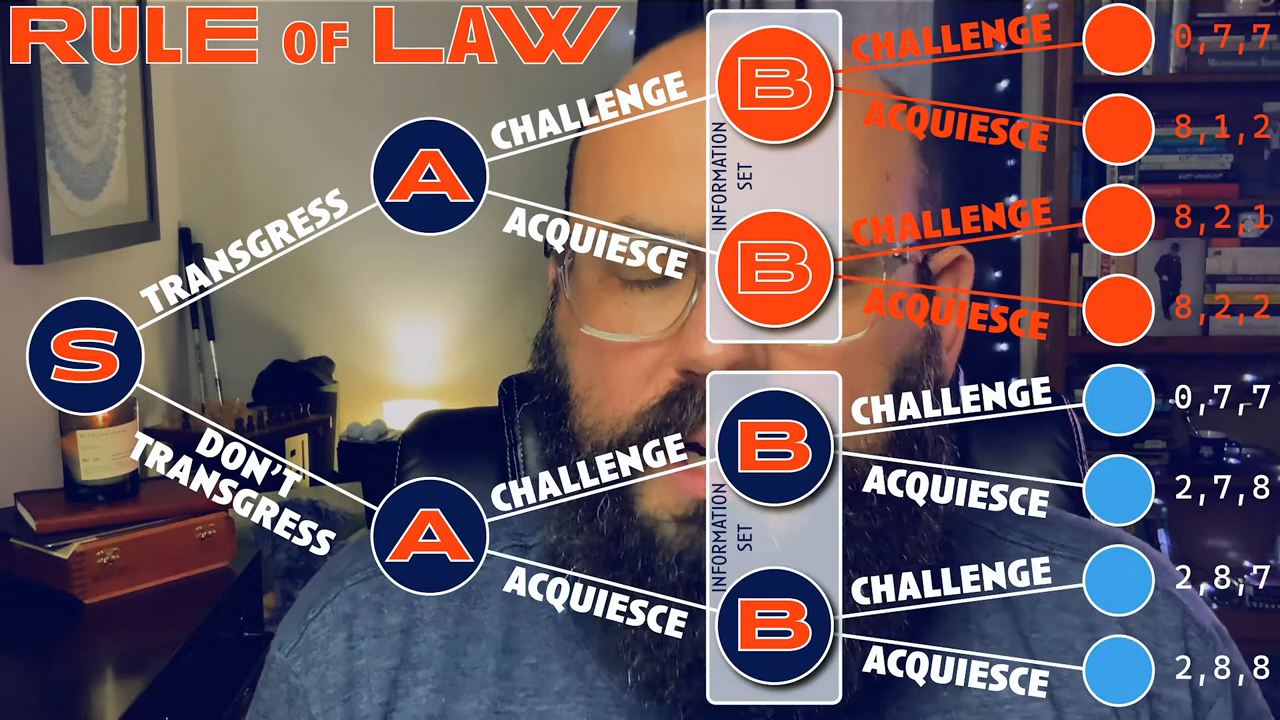 RULE OF LAW
S
TRANSGRESS
DON'T
TRANSGRESS
A
CHALLENGE
ACQUIESCE
A
CHALLENGE
ACQUIESCE
INFORMATION
SET
B
CHALLENGE
0,7,7
ACQUIESCE
8,1,2
B
CHALLENGE
8,2,1
ACQUIESCE
8,2,2
INFORMATION
SET
B
CHALLENGE
0,7,7
ACQUIESCE
2,7,8
B
CHALLENGE
2,8,7
ACQUIESCE
2,8,8